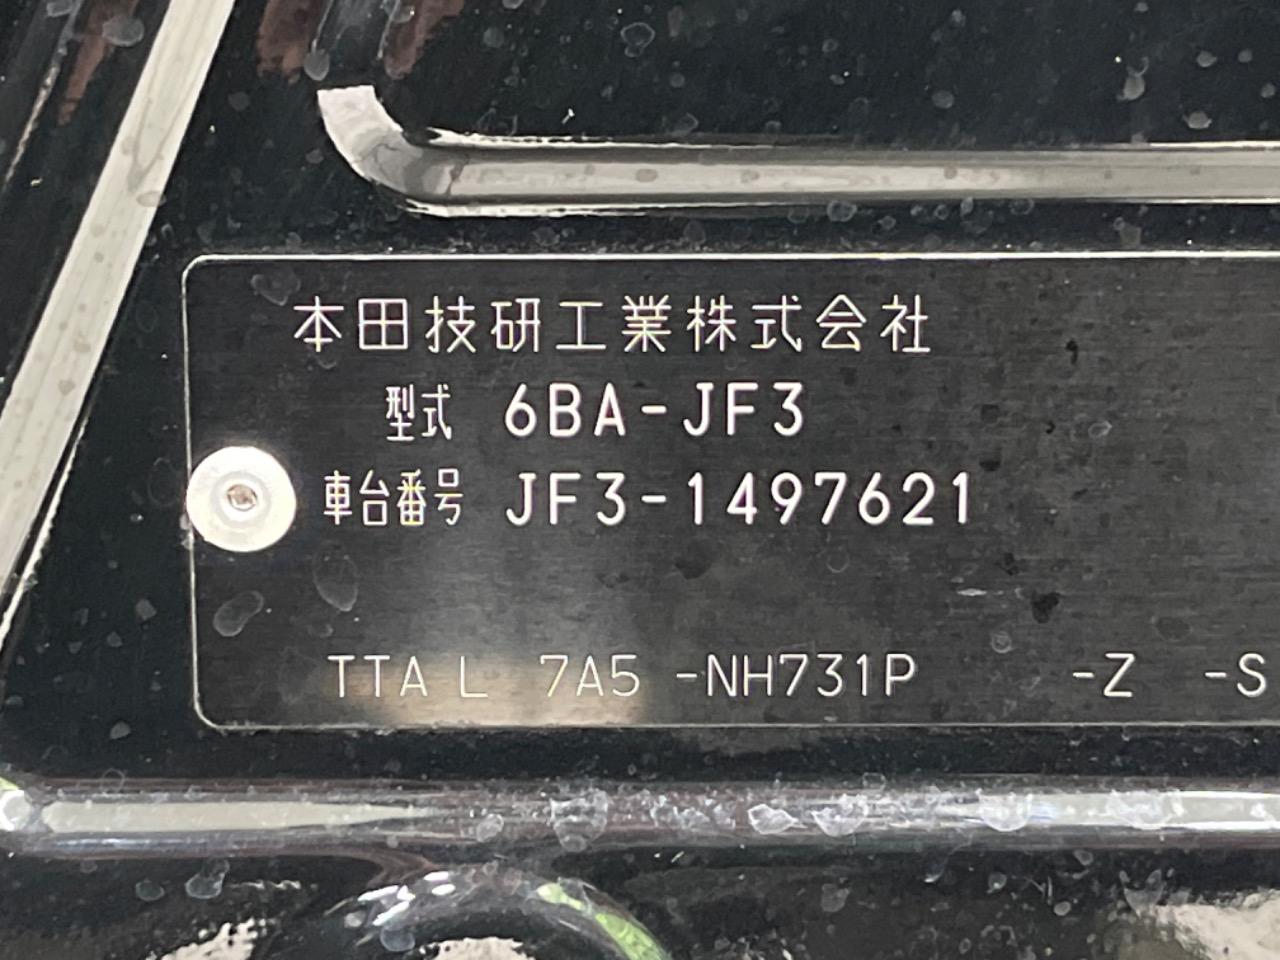 本田技研工業株式会社
型式 6BA-JF3
車台番号 JF3-1497621
TTA L 7A5 -NH731P -Z -S